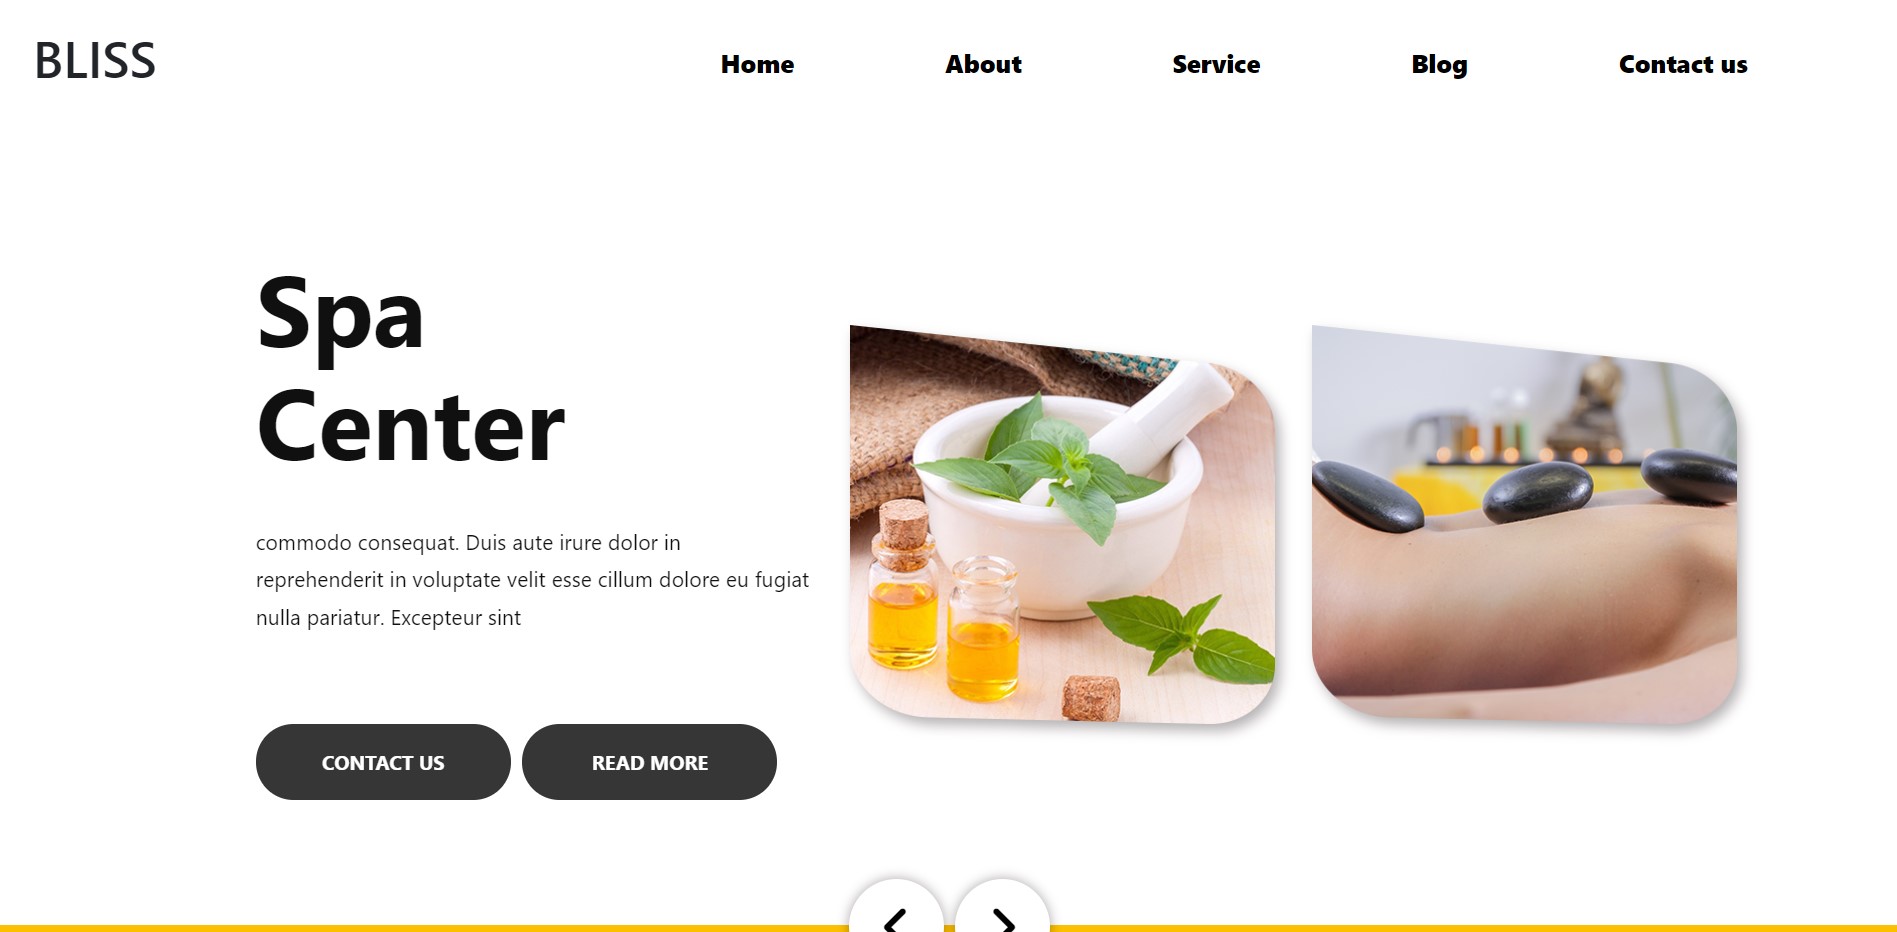 BLISS
Home
About
Service
Blog
Contact us
Spa
Center
commodo consequat. Duis aute irure dolor in
reprehenderit in voluptate velit esse cillum dolore eu fugiat
nulla pariatur. Excepteur sint
CONTACT US
READ MORE